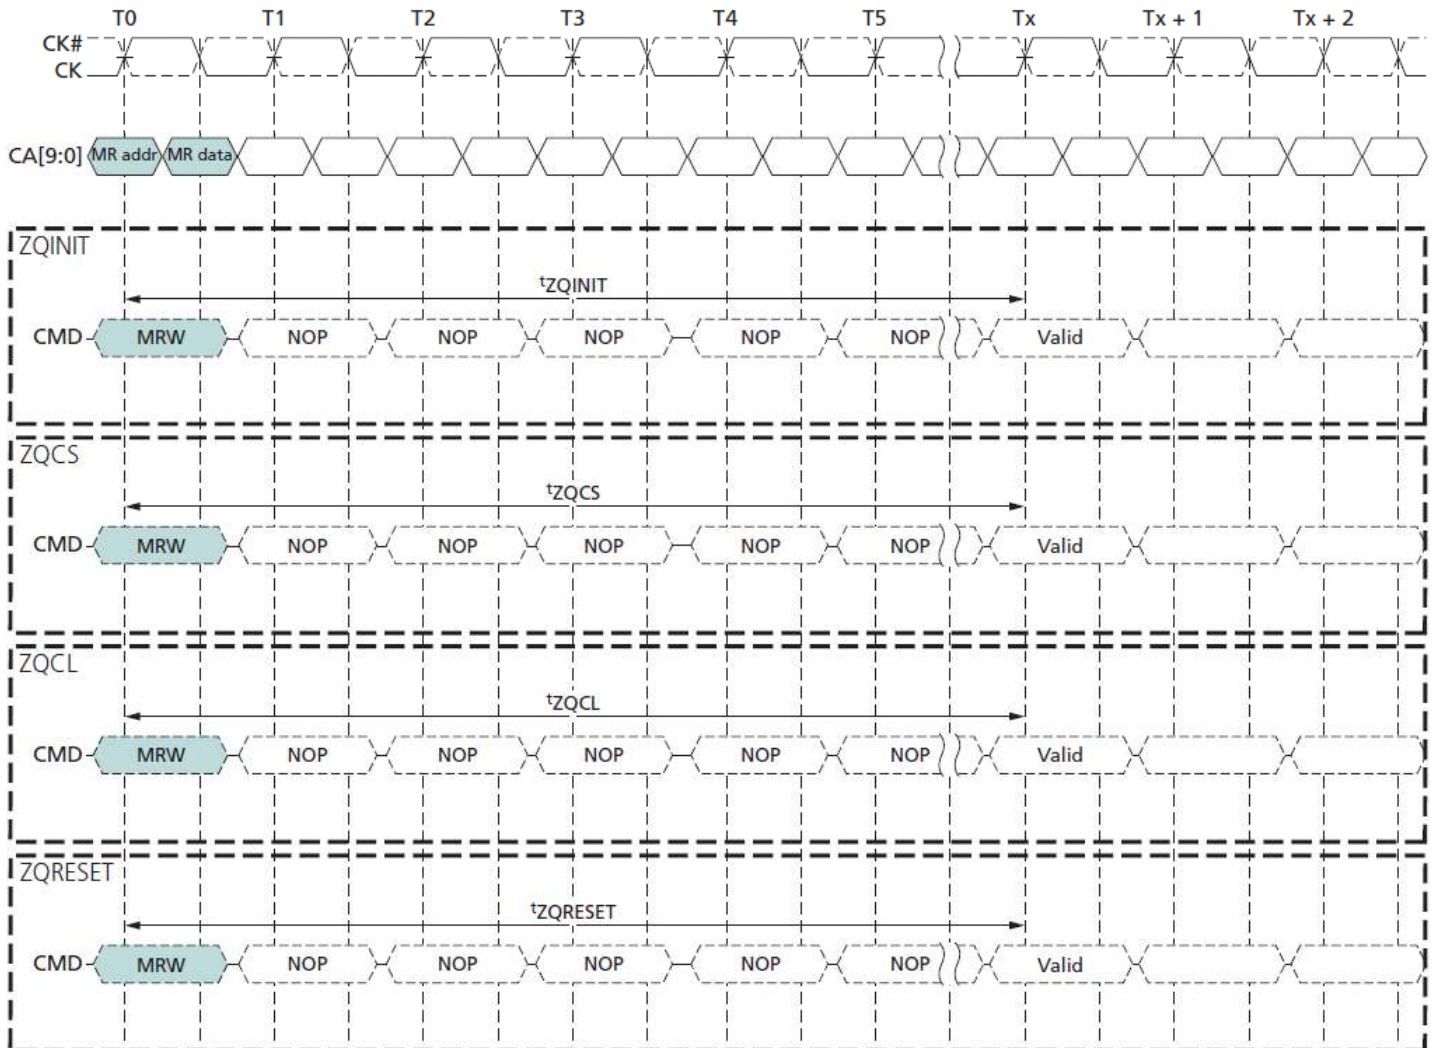 T0 T1 T2 T3 T4 T5 Tx Tx + 1 Tx + 2
CK#
CK
CA[9:0] MR addr MR data
ZQINIT
tZQINIT
CMD MRW NOP NOP NOP NOP NOP Valid
ZQCS
tZQCS
CMD MRW NOP NOP NOP NOP NOP Valid
ZQCL
tZQCL
CMD MRW NOP NOP NOP NOP NOP Valid
ZQRESET
tZQRESET
CMD MRW NOP NOP NOP NOP NOP Valid